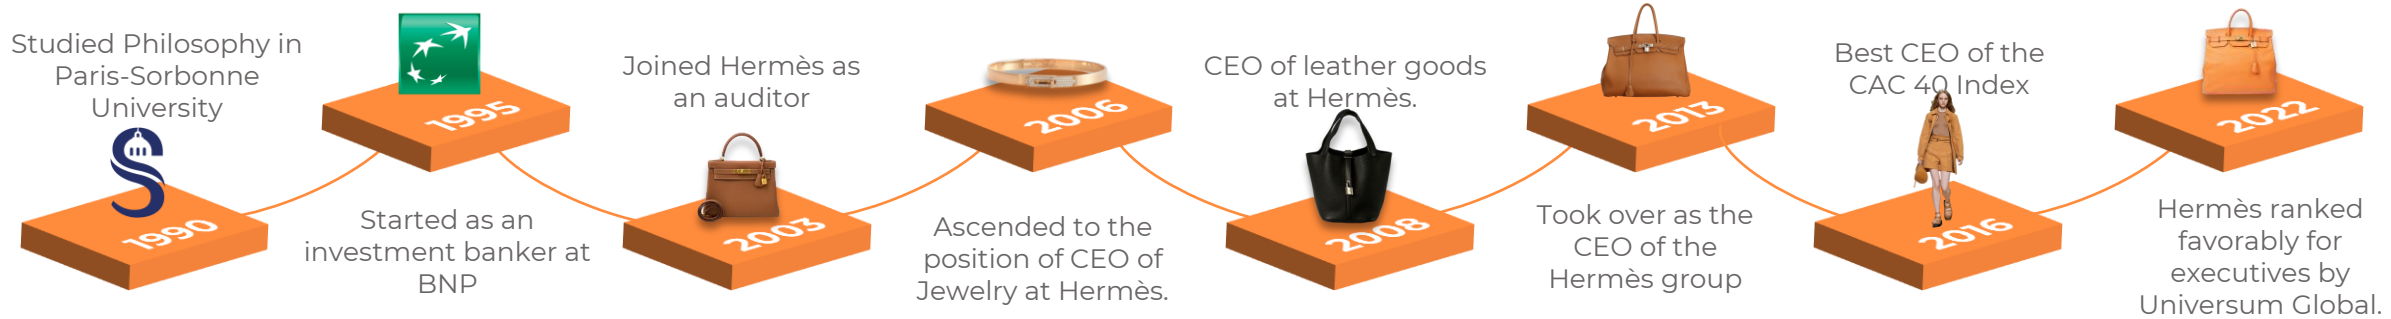 Studied Philosophy in
Paris-Sorbonne
University
1990
1995
Started as an
investment banker at
BNP
Joined Hermès as
an auditor
2003
2006
Ascended to the
position of CEO of
Jewelry at Hermès.
CEO of leather goods
at Hermès.
2008
2013
Took over as the
CEO of the
Hermès group
Best CEO of the
CAC 40 Index
2016
2022
Hermès ranked
favorably for
executives by
Universum Global.